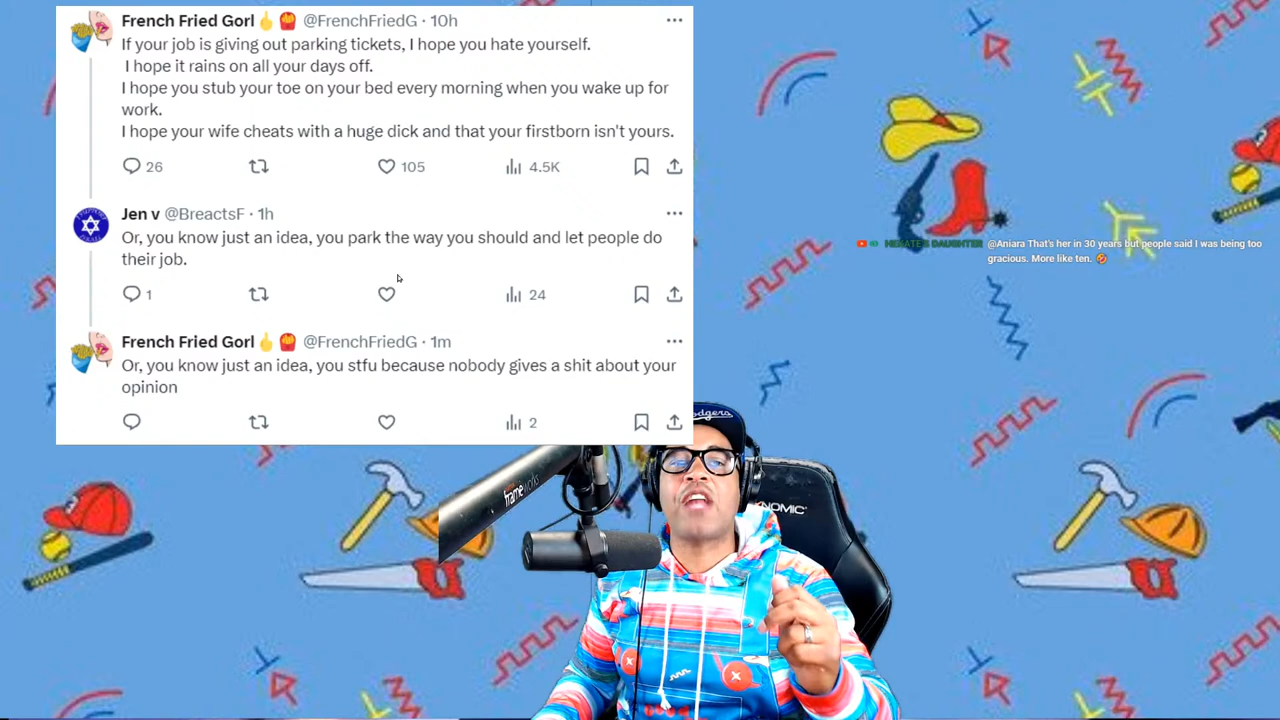 French Fried Gorl🖕🍟 @FrenchFriedG · 10h
If your job is giving out parking tickets, I hope you hate yourself.
I hope it rains on all your days off.
I hope you stub your toe on your bed every morning when you wake up for
work.
I hope your wife cheats with a huge dick and that your firstborn isn't yours.
26 105 4.5K
Jen v @BreactsF · 1h
Or, you know just an idea, you park the way you should and let people do
their job.
1 24
French Fried Gorl🖕🍟 @FrenchFriedG · 1m
Or, you know just an idea, you stfu because nobody gives a shit about your
opinion
2
HECATE'S DAUGHTER @Aniara That's her in 30 years but people said I was being too
gracious. More like ten. 🤣
odgers
frameworks
NOMIC